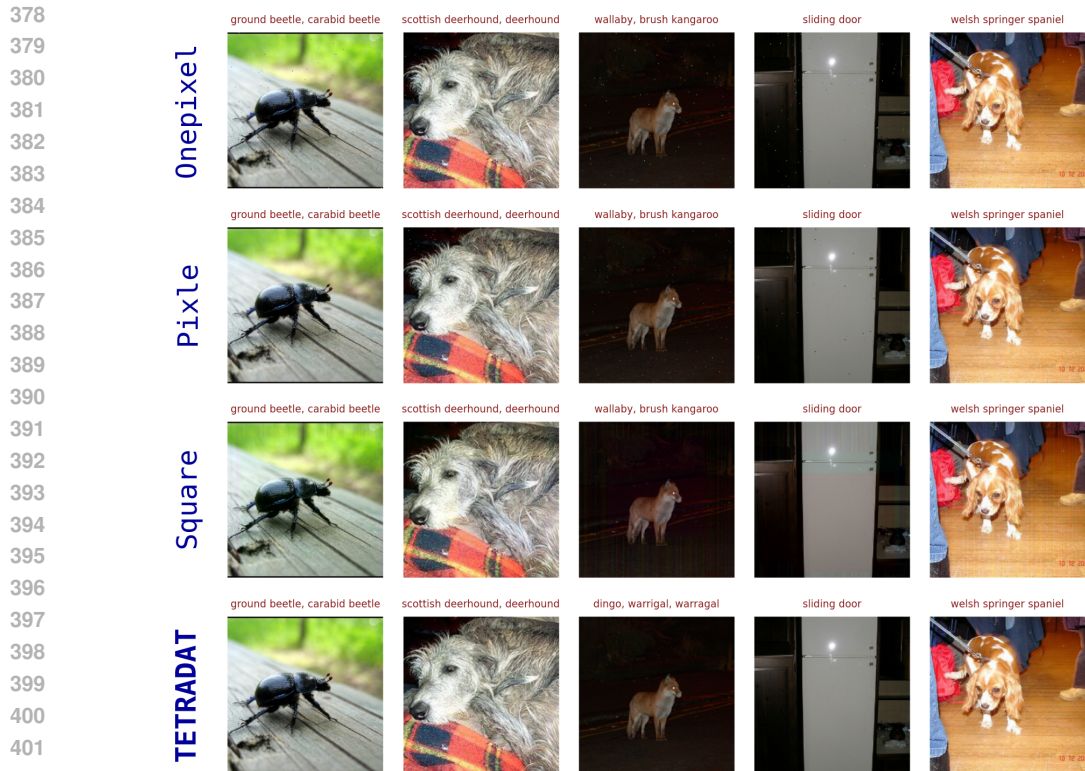 378
379
380
381
382
383
384
385
386
387
388
389
390
391
392
393
394
395
396
397
398
399
400
401
Onepixel
ground beetle, carabid beetle
scottish deerhound, deerhound
wallaby, brush kangaroo
sliding door
welsh springer spaniel
Pixle
ground beetle, carabid beetle
scottish deerhound, deerhound
wallaby, brush kangaroo
sliding door
welsh springer spaniel
Square
ground beetle, carabid beetle
scottish deerhound, deerhound
wallaby, brush kangaroo
sliding door
welsh springer spaniel
TETRADAT
ground beetle, carabid beetle
scottish deerhound, deerhound
dingo, warrigal, warragal
sliding door
welsh springer spaniel